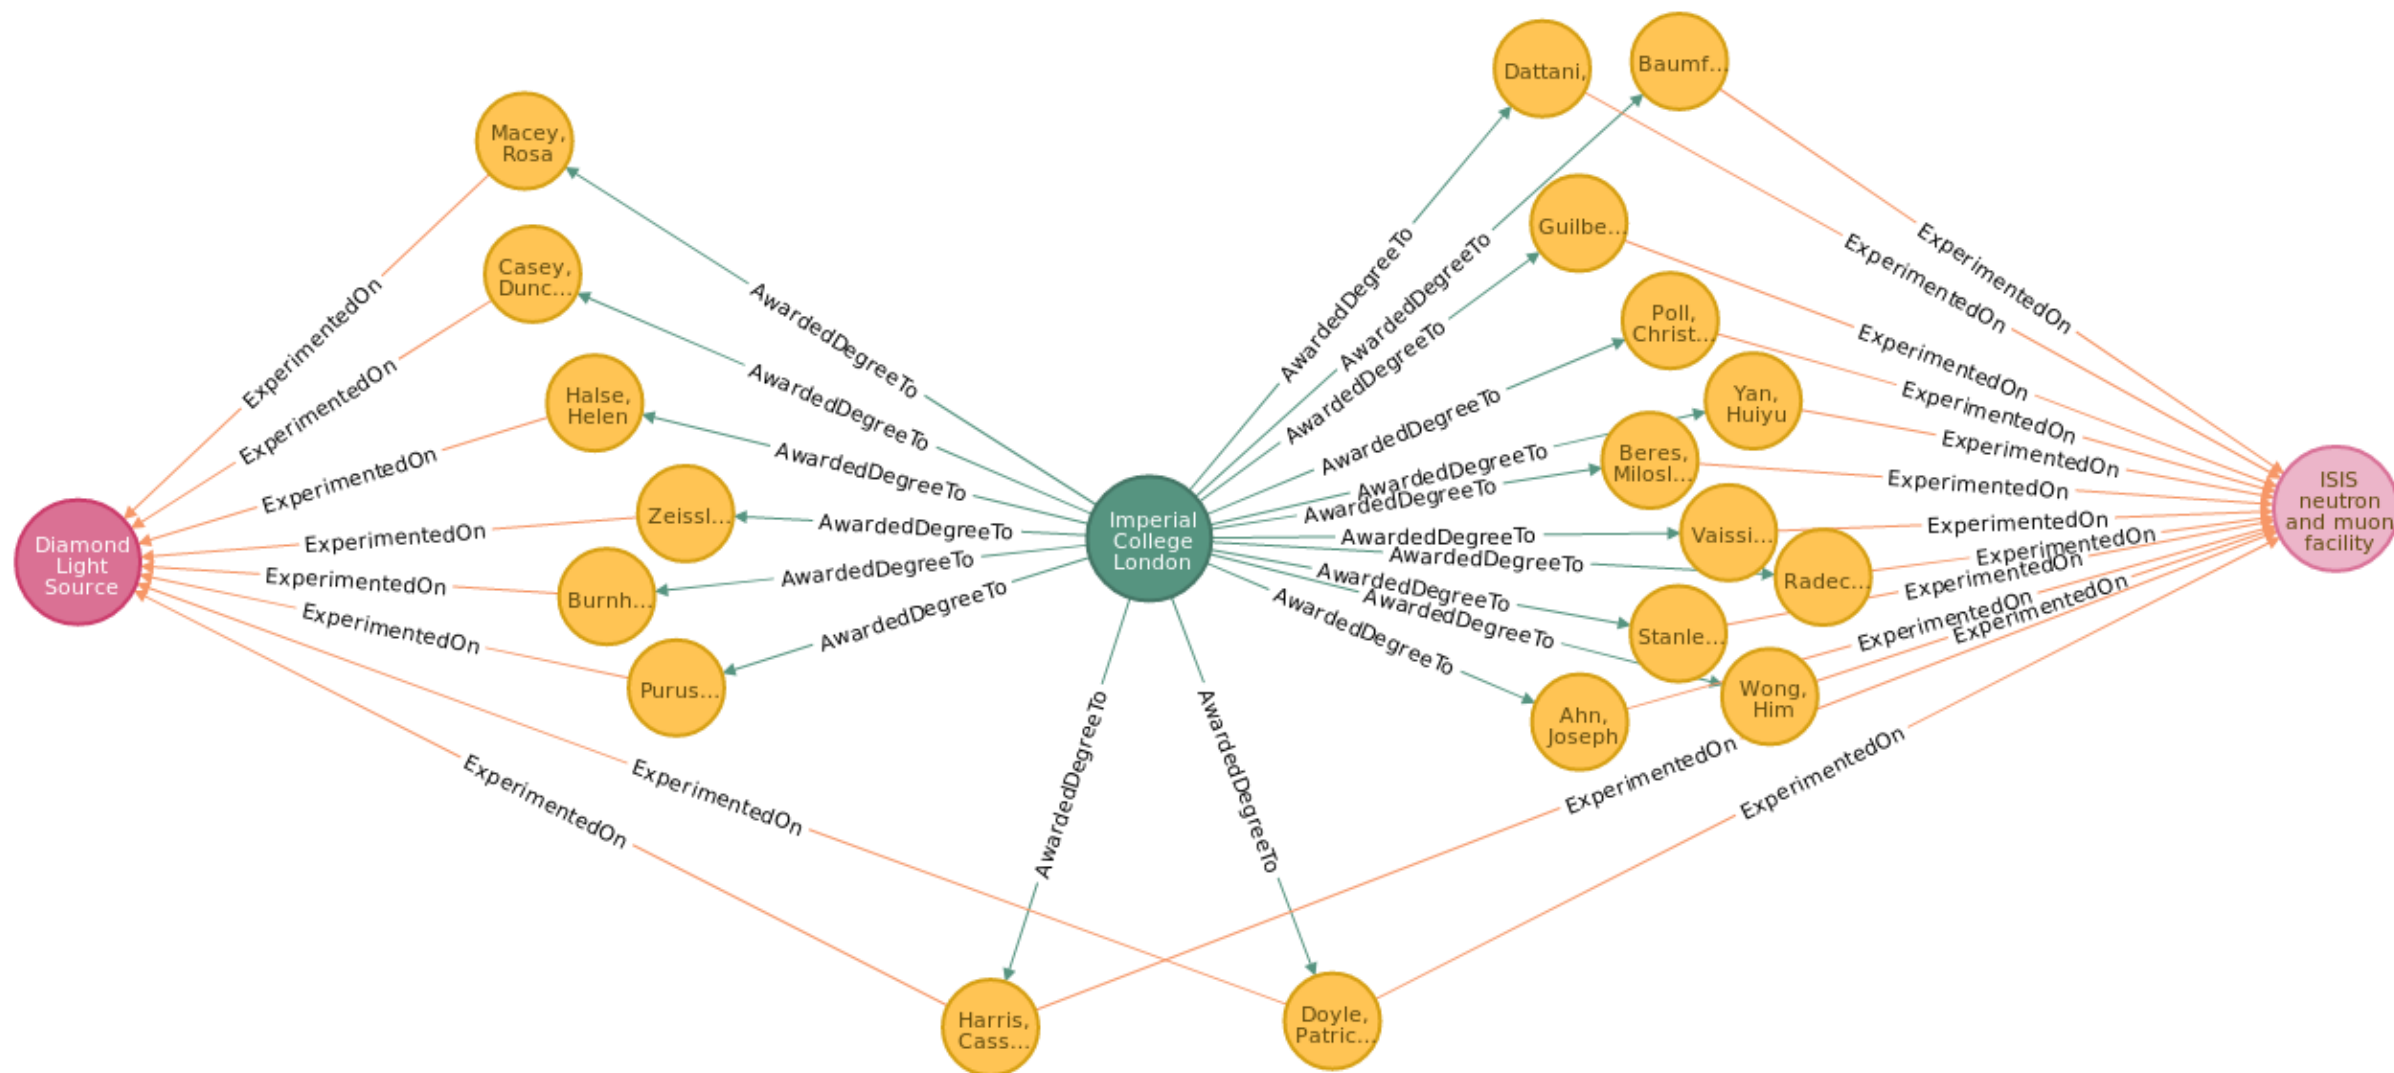 Dattani,
Baumf...
Macey,
Rosa
Guilbe...
Casey,
Dunc...
AwardedDegreeTo
AwardedDegreeTo
AwardedDegreeTo
ExperimentedOn
ExperimentedOn
ExperimentedOn
AwardedDegreeTo
Poll,
Christ...
ExperimentedOn
ExperimentedOn
AwardedDegreeTo
Halse,
Helen
Yan,
Huiyu
ExperimentedOn
ExperimentedOn
AwardedDegreeTo
AwardedDegreeTo
ExperimentedOn
AwardedDegreeTo
AwardedDegreeTo
AwardedDegreeTo
Beres,
Milosl...
ExperimentedOn
ExperimentedOn
Zeissl...
AwardedDegreeTo
Imperial
College
London
AwardedDegreeTo
AwardedDegreeTo
Vaissi...
ExperimentedOn
ISIS
neutron
and muon
facility
Diamond
Light
Source
ExperimentedOn
ExperimentedOn
Burnh...
AwardedDegreeTo
AwardedDegreeTo
AwardedDegreeTo
AwardedDegreeTo
Radec...
ExperimentedOn
ExperimentedOn
ExperimentedOn
ExperimentedOn
ExperimentedOn
Purus...
AwardedDegreeTo
Stanle...
Wong,
Him
Ahn,
Joseph
AwardedDegreeTo
AwardedDegreeTo
ExperimentedOn
ExperimentedOn
ExperimentedOn
ExperimentedOn
Harris,
Cass...
Doyle,
Patric...